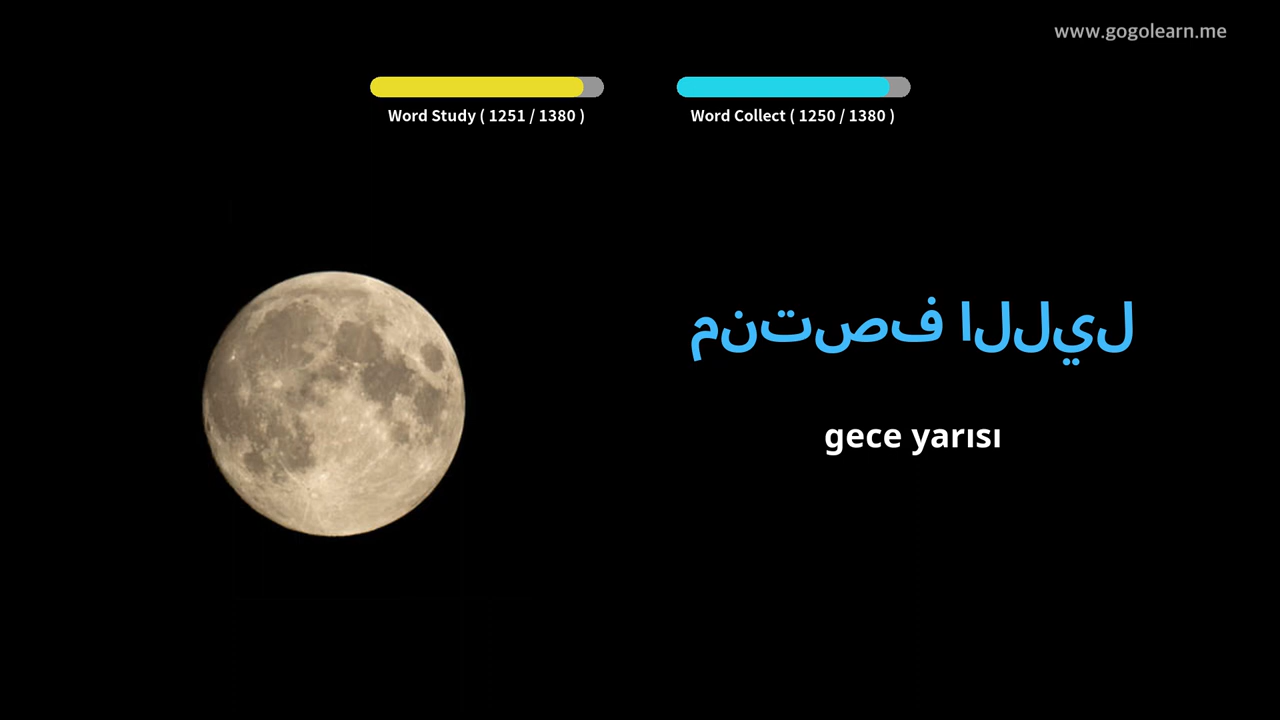 www.gogolearn.me
Word Study ( 1251 / 1380 )
Word Collect ( 1250 / 1380 )
منتصف الليل
gece yarısı